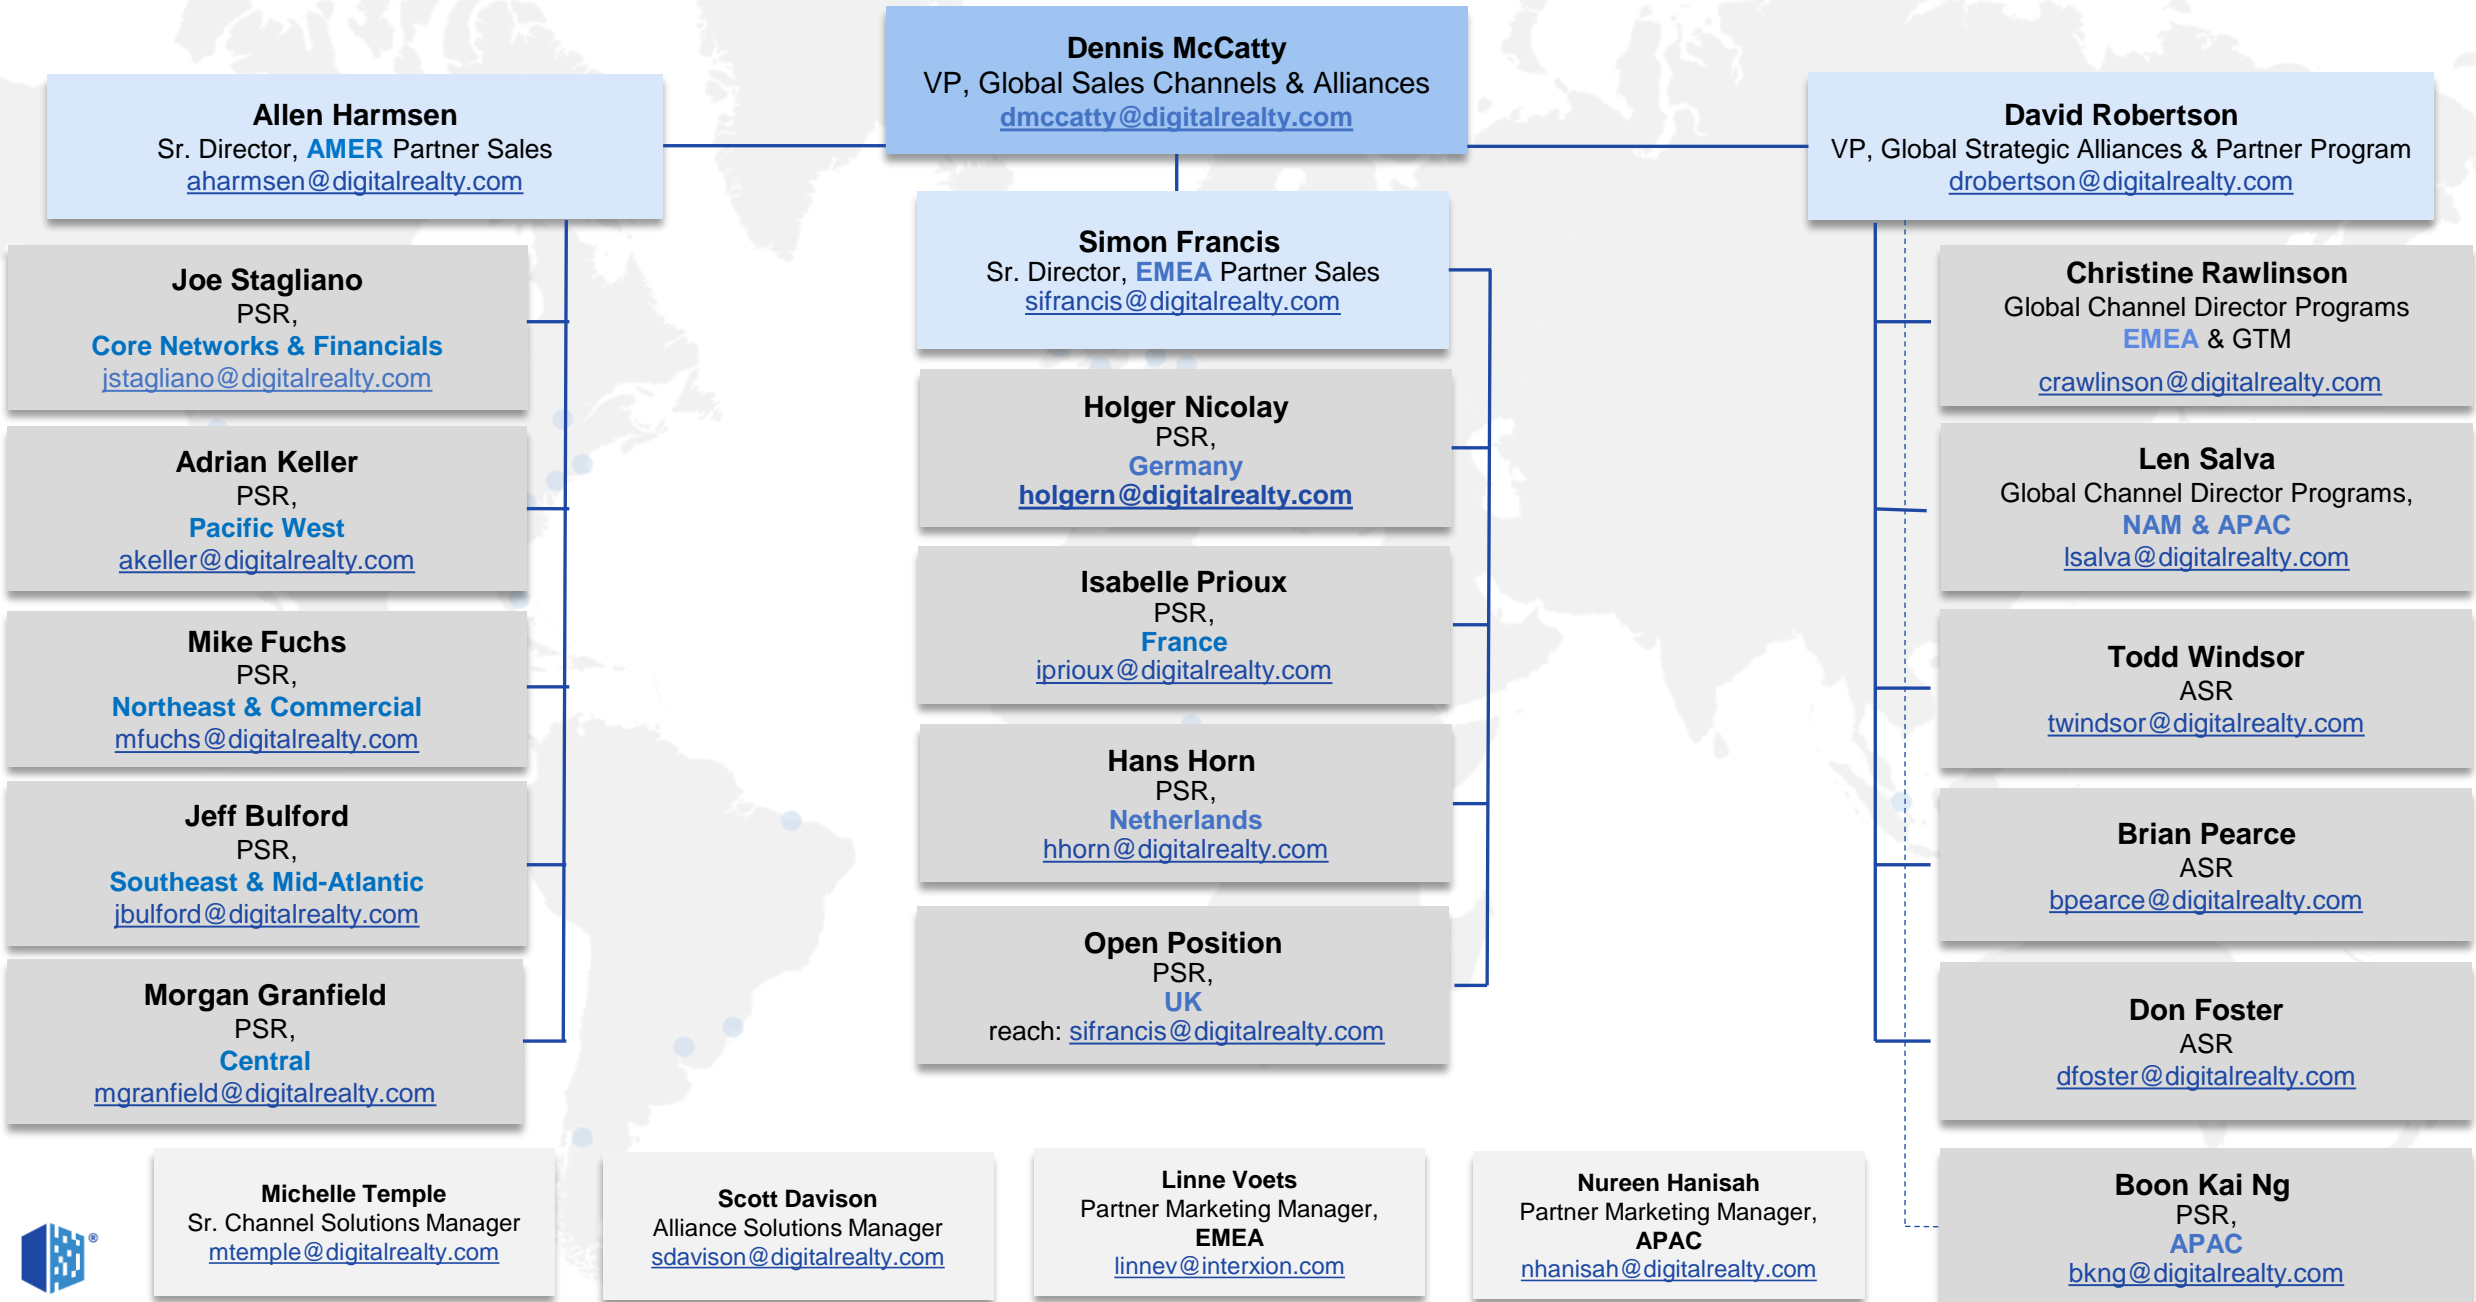 Dennis McCatty
VP, Global Sales Channels & Alliances
dmccatty@digitalrealty.com
Allen Harmsen
Sr. Director, AMER Partner Sales
aharmsen@digitalrealty.com
Joe Stagliano
PSR,
Core Networks & Financials
jstagliano@digitalrealty.com
Adrian Keller
PSR,
Pacific West
akeller@digitalrealty.com
Mike Fuchs
PSR,
Northeast & Commercial
mfuchs@digitalrealty.com
Jeff Bulford
PSR,
Southeast & Mid-Atlantic
jbulford@digitalrealty.com
Morgan Granfield
PSR,
Central
mgranfield@digitalrealty.com
Simon Francis
Sr. Director, EMEA Partner Sales
sifrancis@digitalrealty.com
Holger Nicolay
PSR,
Germany
holgern@digitalrealty.com
Isabelle Prioux
PSR,
France
iprioux@digitalrealty.com
Hans Horn
PSR,
Netherlands
hhorn@digitalrealty.com
Open Position
PSR,
UK
reach: sifrancis@digitalrealty.com
David Robertson
VP, Global Strategic Alliances & Partner Program
drobertson@digitalrealty.com
Christine Rawlinson
Global Channel Director Programs
EMEA & GTM
crawlinson@digitalrealty.com
Len Salva
Global Channel Director Programs,
NAM & APAC
lsalva@digitalrealty.com
Todd Windsor
ASR
twindsor@digitalrealty.com
Brian Pearce
ASR
bpearce@digitalrealty.com
Don Foster
ASR
dfoster@digitalrealty.com
Boon Kai Ng
PSR,
APAC
bkng@digitalrealty.com
Michelle Temple
Sr. Channel Solutions Manager
mtemple@digitalrealty.com
Scott Davison
Alliance Solutions Manager
sdavison@digitalrealty.com
Linne Voets
Partner Marketing Manager,
EMEA
linnev@interxion.com
Nureen Hanisah
Partner Marketing Manager,
APAC
nhanisah@digitalrealty.com
®